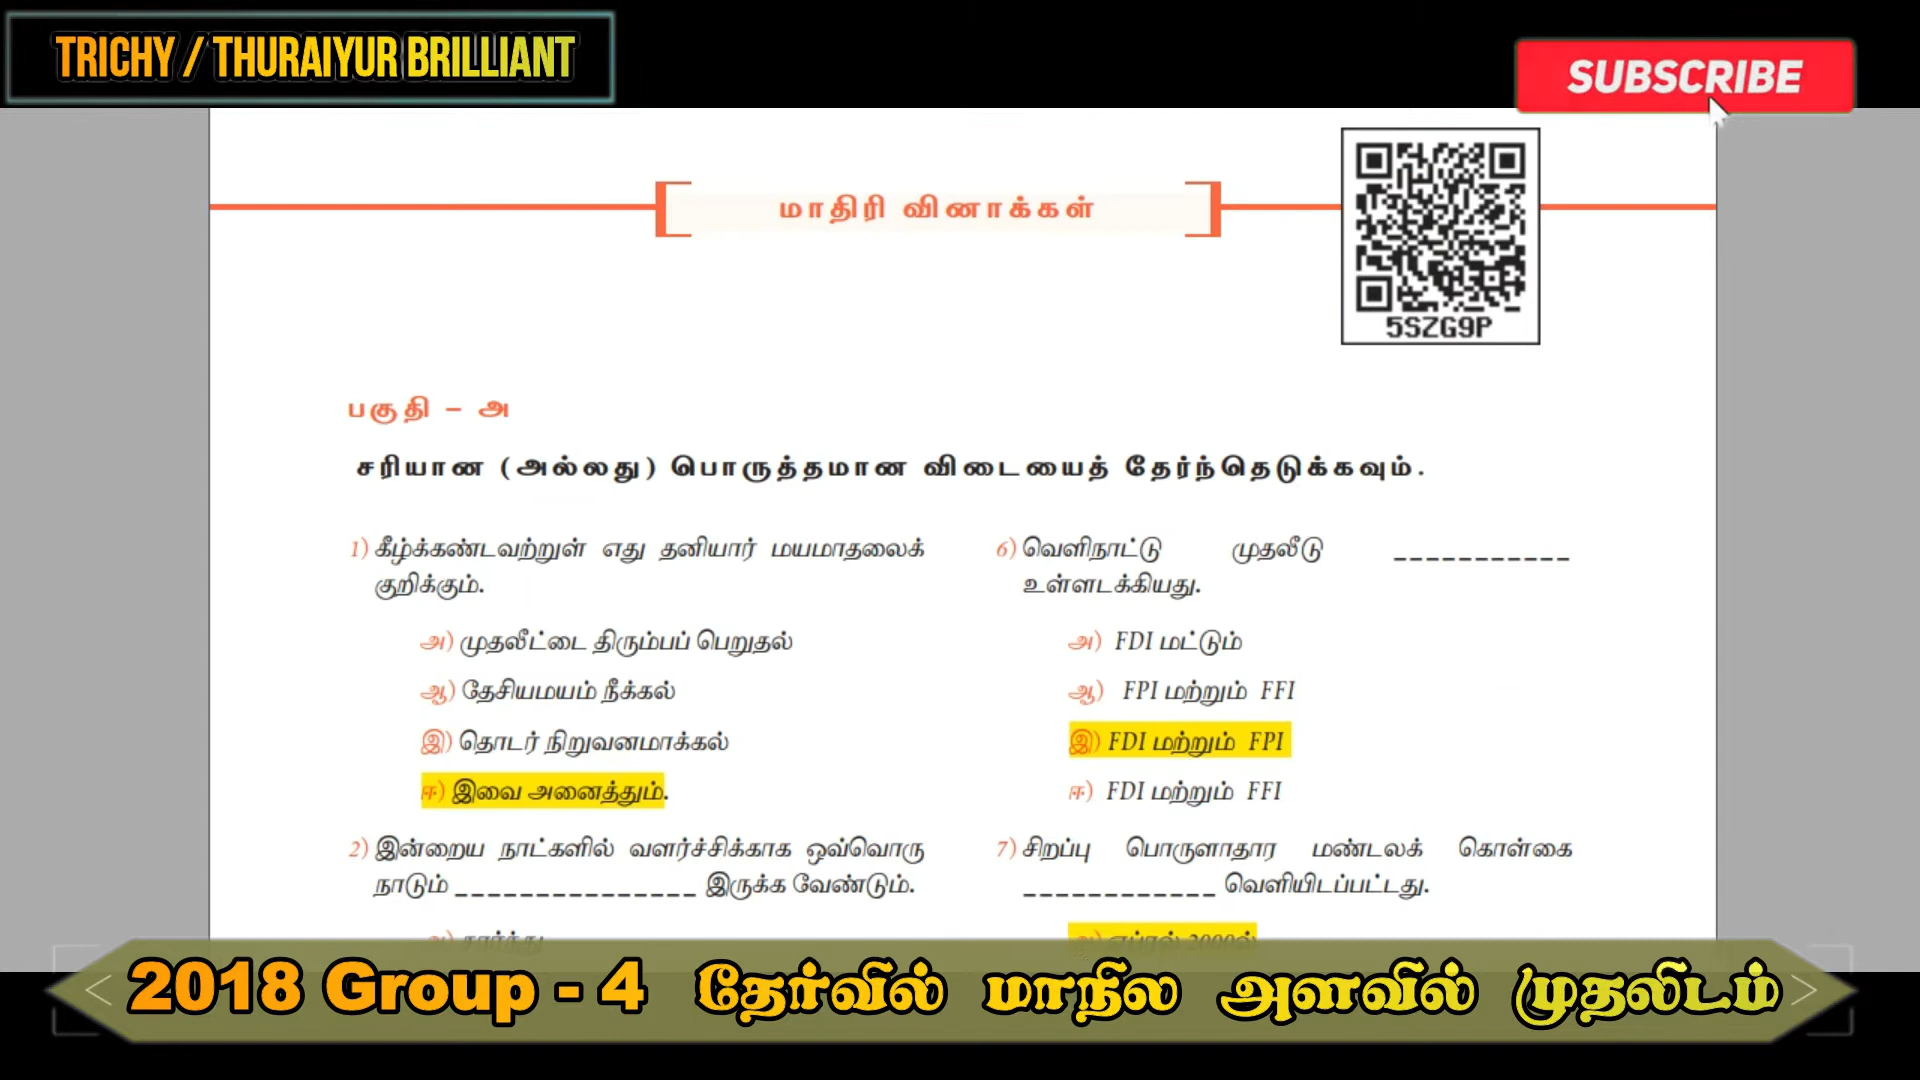 TRICHY / THURAIYUR BRILLIANT
SUBSCRIBE
மாதிரி வினாக்கள்
5SZG9P
பகுதி – அ
சரியான (அல்லது) பொருத்தமான விடையைத் தேர்ந்தெடுக்கவும்.
1) கீழ்க்கண்டவற்றுள் எது தனியார் மயமாதலைக்
குறிக்கும்.
அ) முதலீட்டை திரும்பப் பெறுதல்
ஆ) தேசியமயம் நீக்கல்
இ) தொடர் நிறுவனமாக்கல்
ஈ) இவை அனைத்தும்.
2) இன்றைய நாட்களில் வளர்ச்சிக்காக ஒவ்வொரு
நாடும் _______________ இருக்க வேண்டும்.
அ) சார்ந்து
6) வெளிநாட்டு முதலீடு ___________
உள்ளடக்கியது.
அ) FDI மட்டும்
ஆ) FPI மற்றும் FFI
இ) FDI மற்றும் FPI
ஈ) FDI மற்றும் FFI
7) சிறப்பு பொருளாதார மண்டலக் கொள்கை
____________ வெளியிடப்பட்டது.
அ) ஏப்ரல் 2000ல்
2018 Group - 4 தேர்வில் மாநில அளவில் முதலிடம்